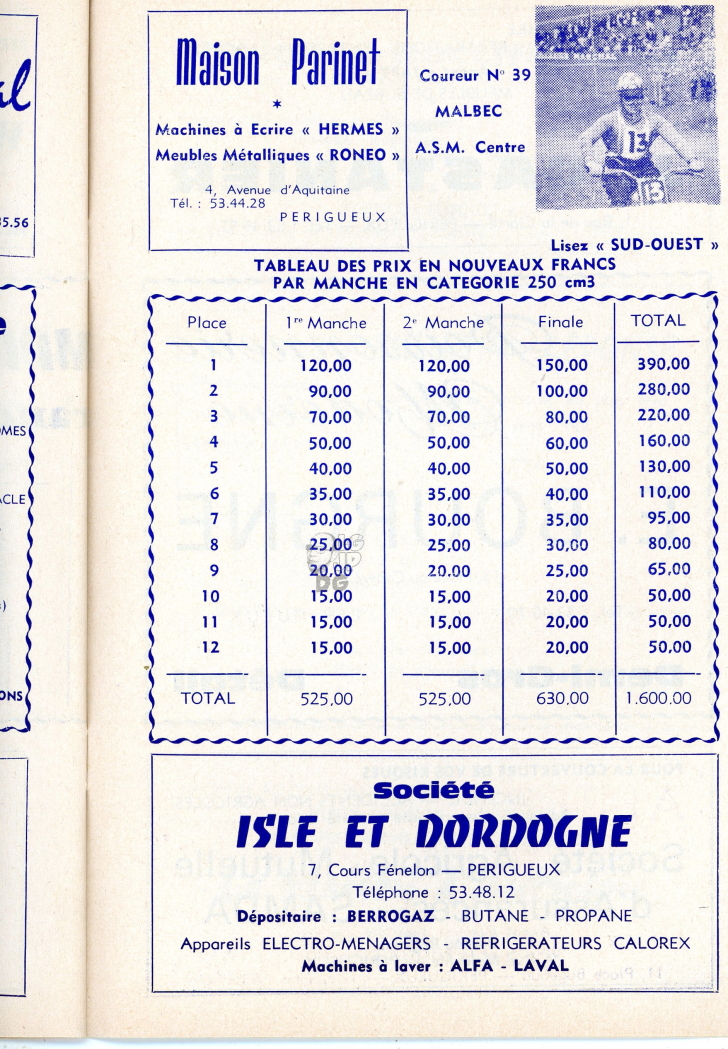 al
35.56
e
OMES
ACLE
)
ONS
Maison Parinet
*
Machines à Ecrire « HERMES »
Meubles Métalliques « RONEO »
4, Avenue d'Aquitaine
Tél. : 53.44.28
PERIGUEUX
Coureur N° 39
MALBEC
A.S.M. Centre
MARCHAL
13
13
Lisez « SUD-OUEST »
TABLEAU DES PRIX EN NOUVEAUX FRANCS
PAR MANCHE EN CATEGORIE 250 cm3
Place 1re Manche 2e Manche Finale TOTAL
1 120,00 120,00 150,00 390.00
2 90,00 90,00 100,00 280,00
3 70,00 70,00 80,00 220,00
4 50,00 50,00 60,00 160.00
5 40,00 40,00 50,00 130,00
6 35.00 35,00 40,00 110,00
7 30,00 30,00 35,00 95,00
8 25,00 25,00 30,00 80,00
9 20,00 20,00 25,00 65,00
10 15,00 15,00 20,00 50,00
11 15,00 15,00 20,00 50,00
12 15,00 15,00 20,00 50,00
TOTAL 525,00 525,00 630.00 1.600.00
Société
ISLE ET DORDOGNE
7, Cours Fénelon — PERIGUEUX
Téléphone : 53.48.12
Dépositaire : BERROGAZ - BUTANE - PROPANE
Appareils ELECTRO-MENAGERS - REFRIGERATEURS CALOREX
Machines à laver : ALFA - LAVAL